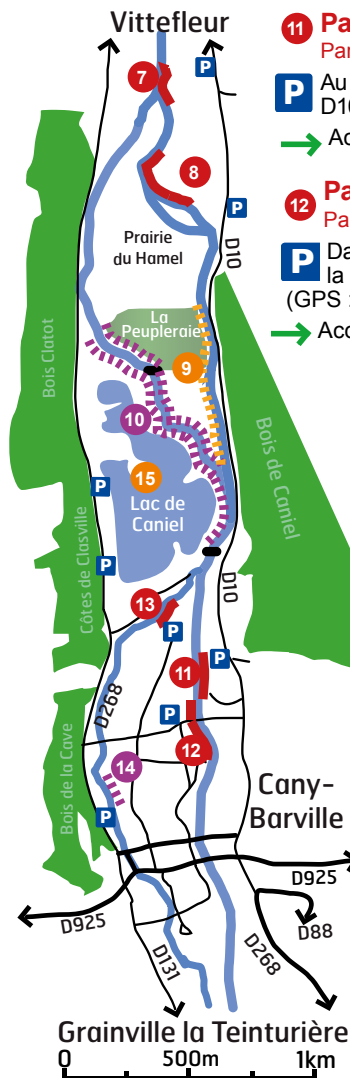 Vittefleur
11 Pa
Par
P Au
D10
Ac
12 Pa
Pa
P Da
la
(GPS :
Acc
7
P
8
P
Prairie
du Hamel
D10
La
Peupleraie
9
Bois Clatot
10
Bois de Caniel
15
Lac de
Caniel
P
P
Côtes de Clasville
D10
13
P
P
11
D268
P
12
14
Bois de la Cave
P
Cany-
Barville
D925
D925
D88
D131
D268
Grainville la Teinturière
0 500m 1km